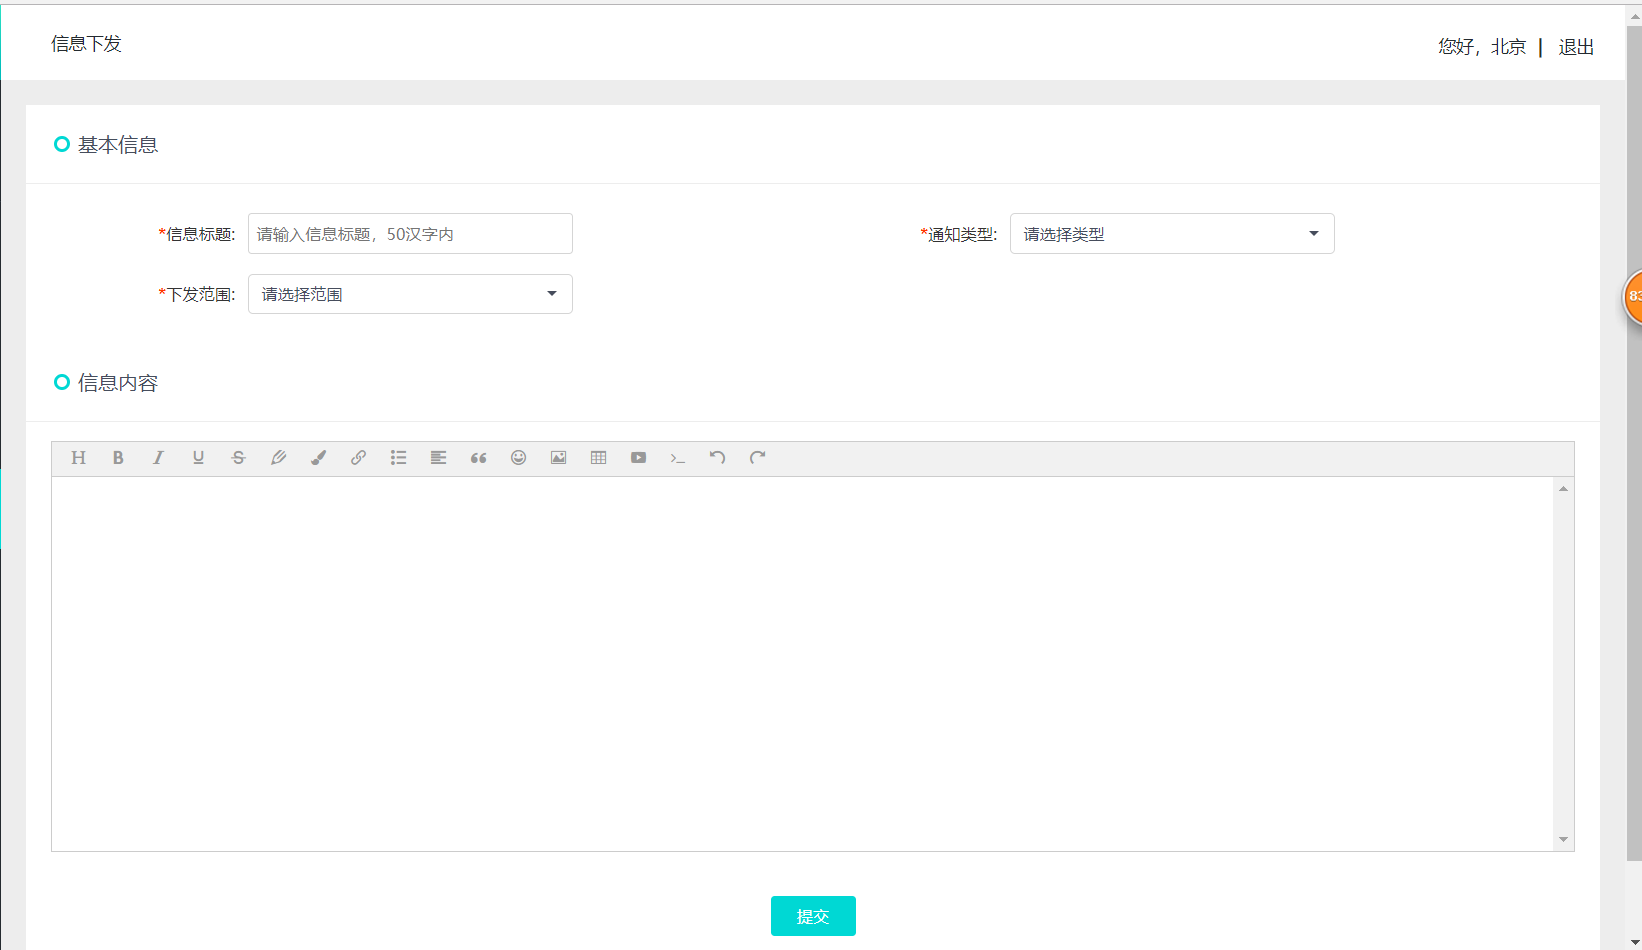 信息下发
您好，北京 | 退出
基本信息
*信息标题: 请输入信息标题，50汉字内
*通知类型: 请选择类型
*下发范围: 请选择范围
信息内容
提交